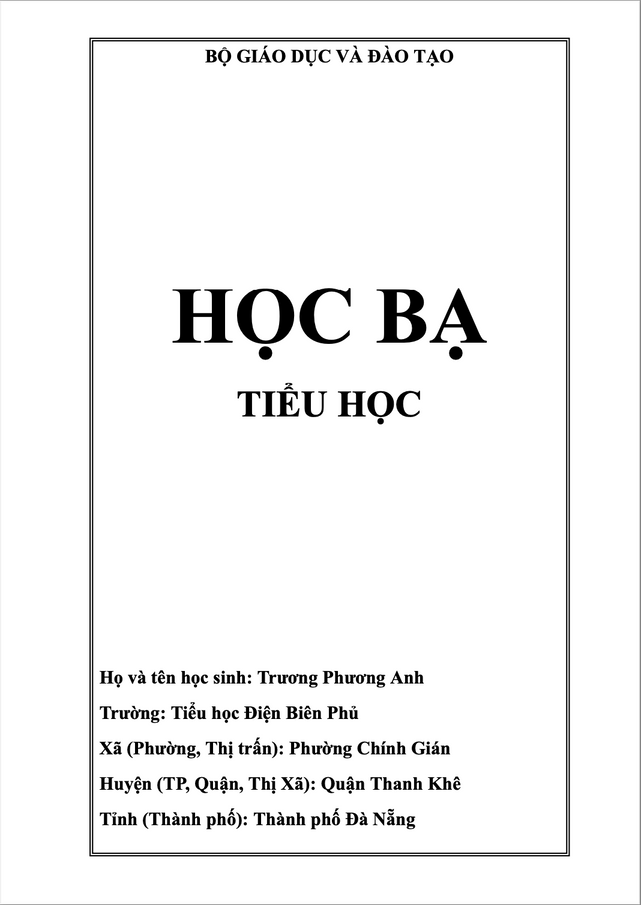 BỘ GIÁO DỤC VÀ ĐÀO TẠO
HỌC BẠ
TIỂU HỌC
Họ và tên học sinh: Trương Phương Anh
Trường: Tiểu học Điện Biên Phủ
Xã (Phường, Thị trấn): Phường Chính Gián
Huyện (TP, Quận, Thị Xã): Quận Thanh Khê
Tỉnh (Thành phố): Thành phố Đà Nẵng